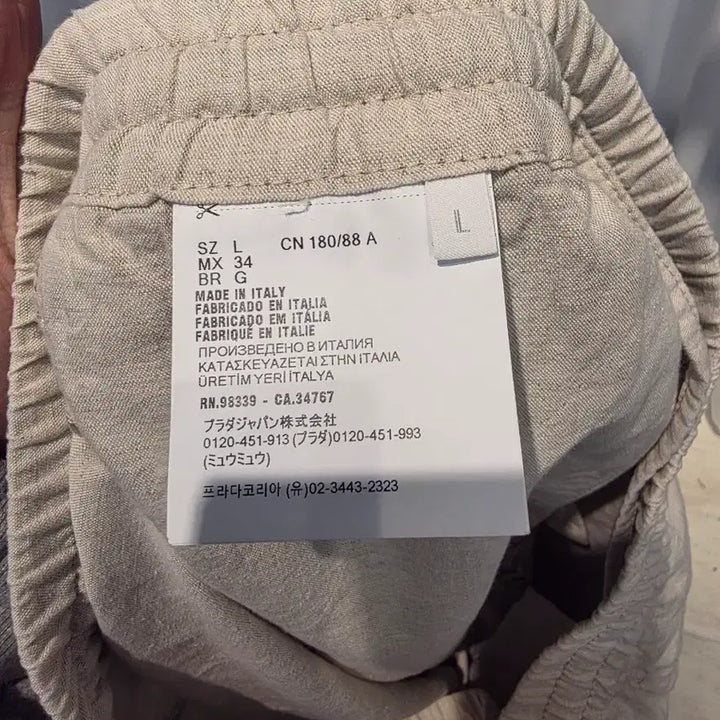 L
SZ L CN 180/88 A
MX 34
BR G
MADE IN ITALY
FABRICADO EN ITALIA
FABRICADO EM ITÁLIA
FABRIQUÉ EN ITALIE
ПРОИЗВЕДЕНО В ИТАЛИЯ
ΚΑΤΑΣΚΕΥΑΖΕΤΑΙ ΣΤΗΝ ΙΤΑΛΙΑ
ÜRETİM YERİ İTALYA
RN.98339 - CA.34767
プラダジャパン株式会社
0120-451-913 (プラダ)0120-451-993
(ミュウミュウ)
프라다코리아 (유)02-3443-2323